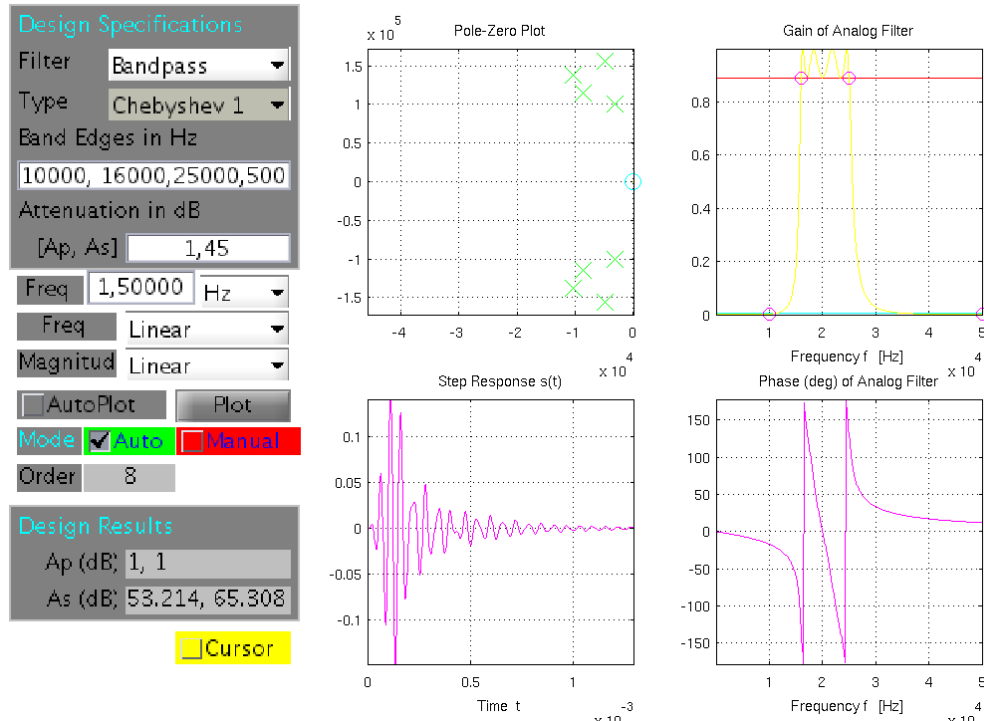 Design Specifications
Filter Bandpass
Type Chebyshev 1
Band Edges in Hz
10000, 16000,25000,500
Attenuation in dB
[Ap, As] 1,45
Freq 1,50000 Hz
Freq Linear
Magnitud Linear
AutoPlot Plot
Mode Auto Manual
Order 8
Design Results
Ap (dB) 1, 1
As (dB) 53.214, 65.308
Cursor
Pole-Zero Plot
x 10 5
1.5
1
0.5
0
-0.5
-1
-1.5
-4 -3 -2 -1 0
x 10 4
Gain of Analog Filter
0.8
0.6
0.4
0.2
0
1 2 3 4 5
Frequency f [Hz] x 10 4
Step Response s(t)
0.1
0.05
0
-0.05
-0.1
0 0.5 1
Time t x 10 -3
Phase (deg) of Analog Filter
150
100
50
0
-50
-100
-150
1 2 3 4 5
Frequency f [Hz] x 10 4